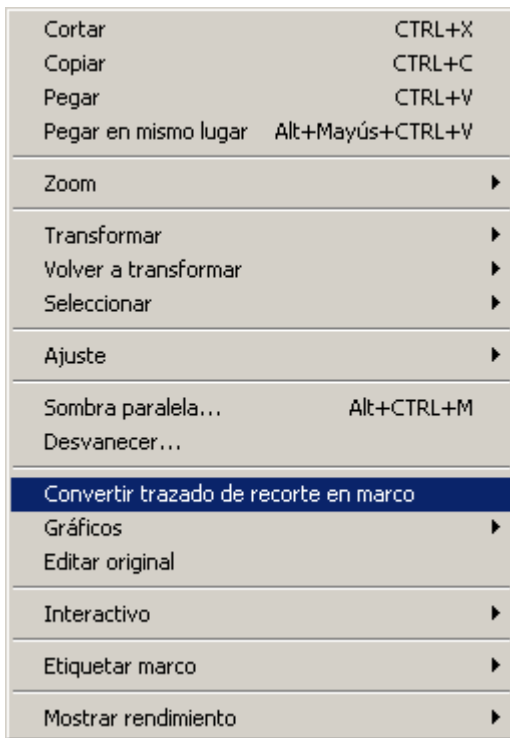 Cortar CTRL+X
Copiar CTRL+C
Pegar CTRL+V
Pegar en mismo lugar Alt+Mayús+CTRL+V
Zoom
Transformar
Volver a transformar
Seleccionar
Ajuste
Sombra paralela... Alt+CTRL+M
Desvanecer...
Convertir trazado de recorte en marco
Gráficos
Editar original
Interactivo
Etiquetar marco
Mostrar rendimiento